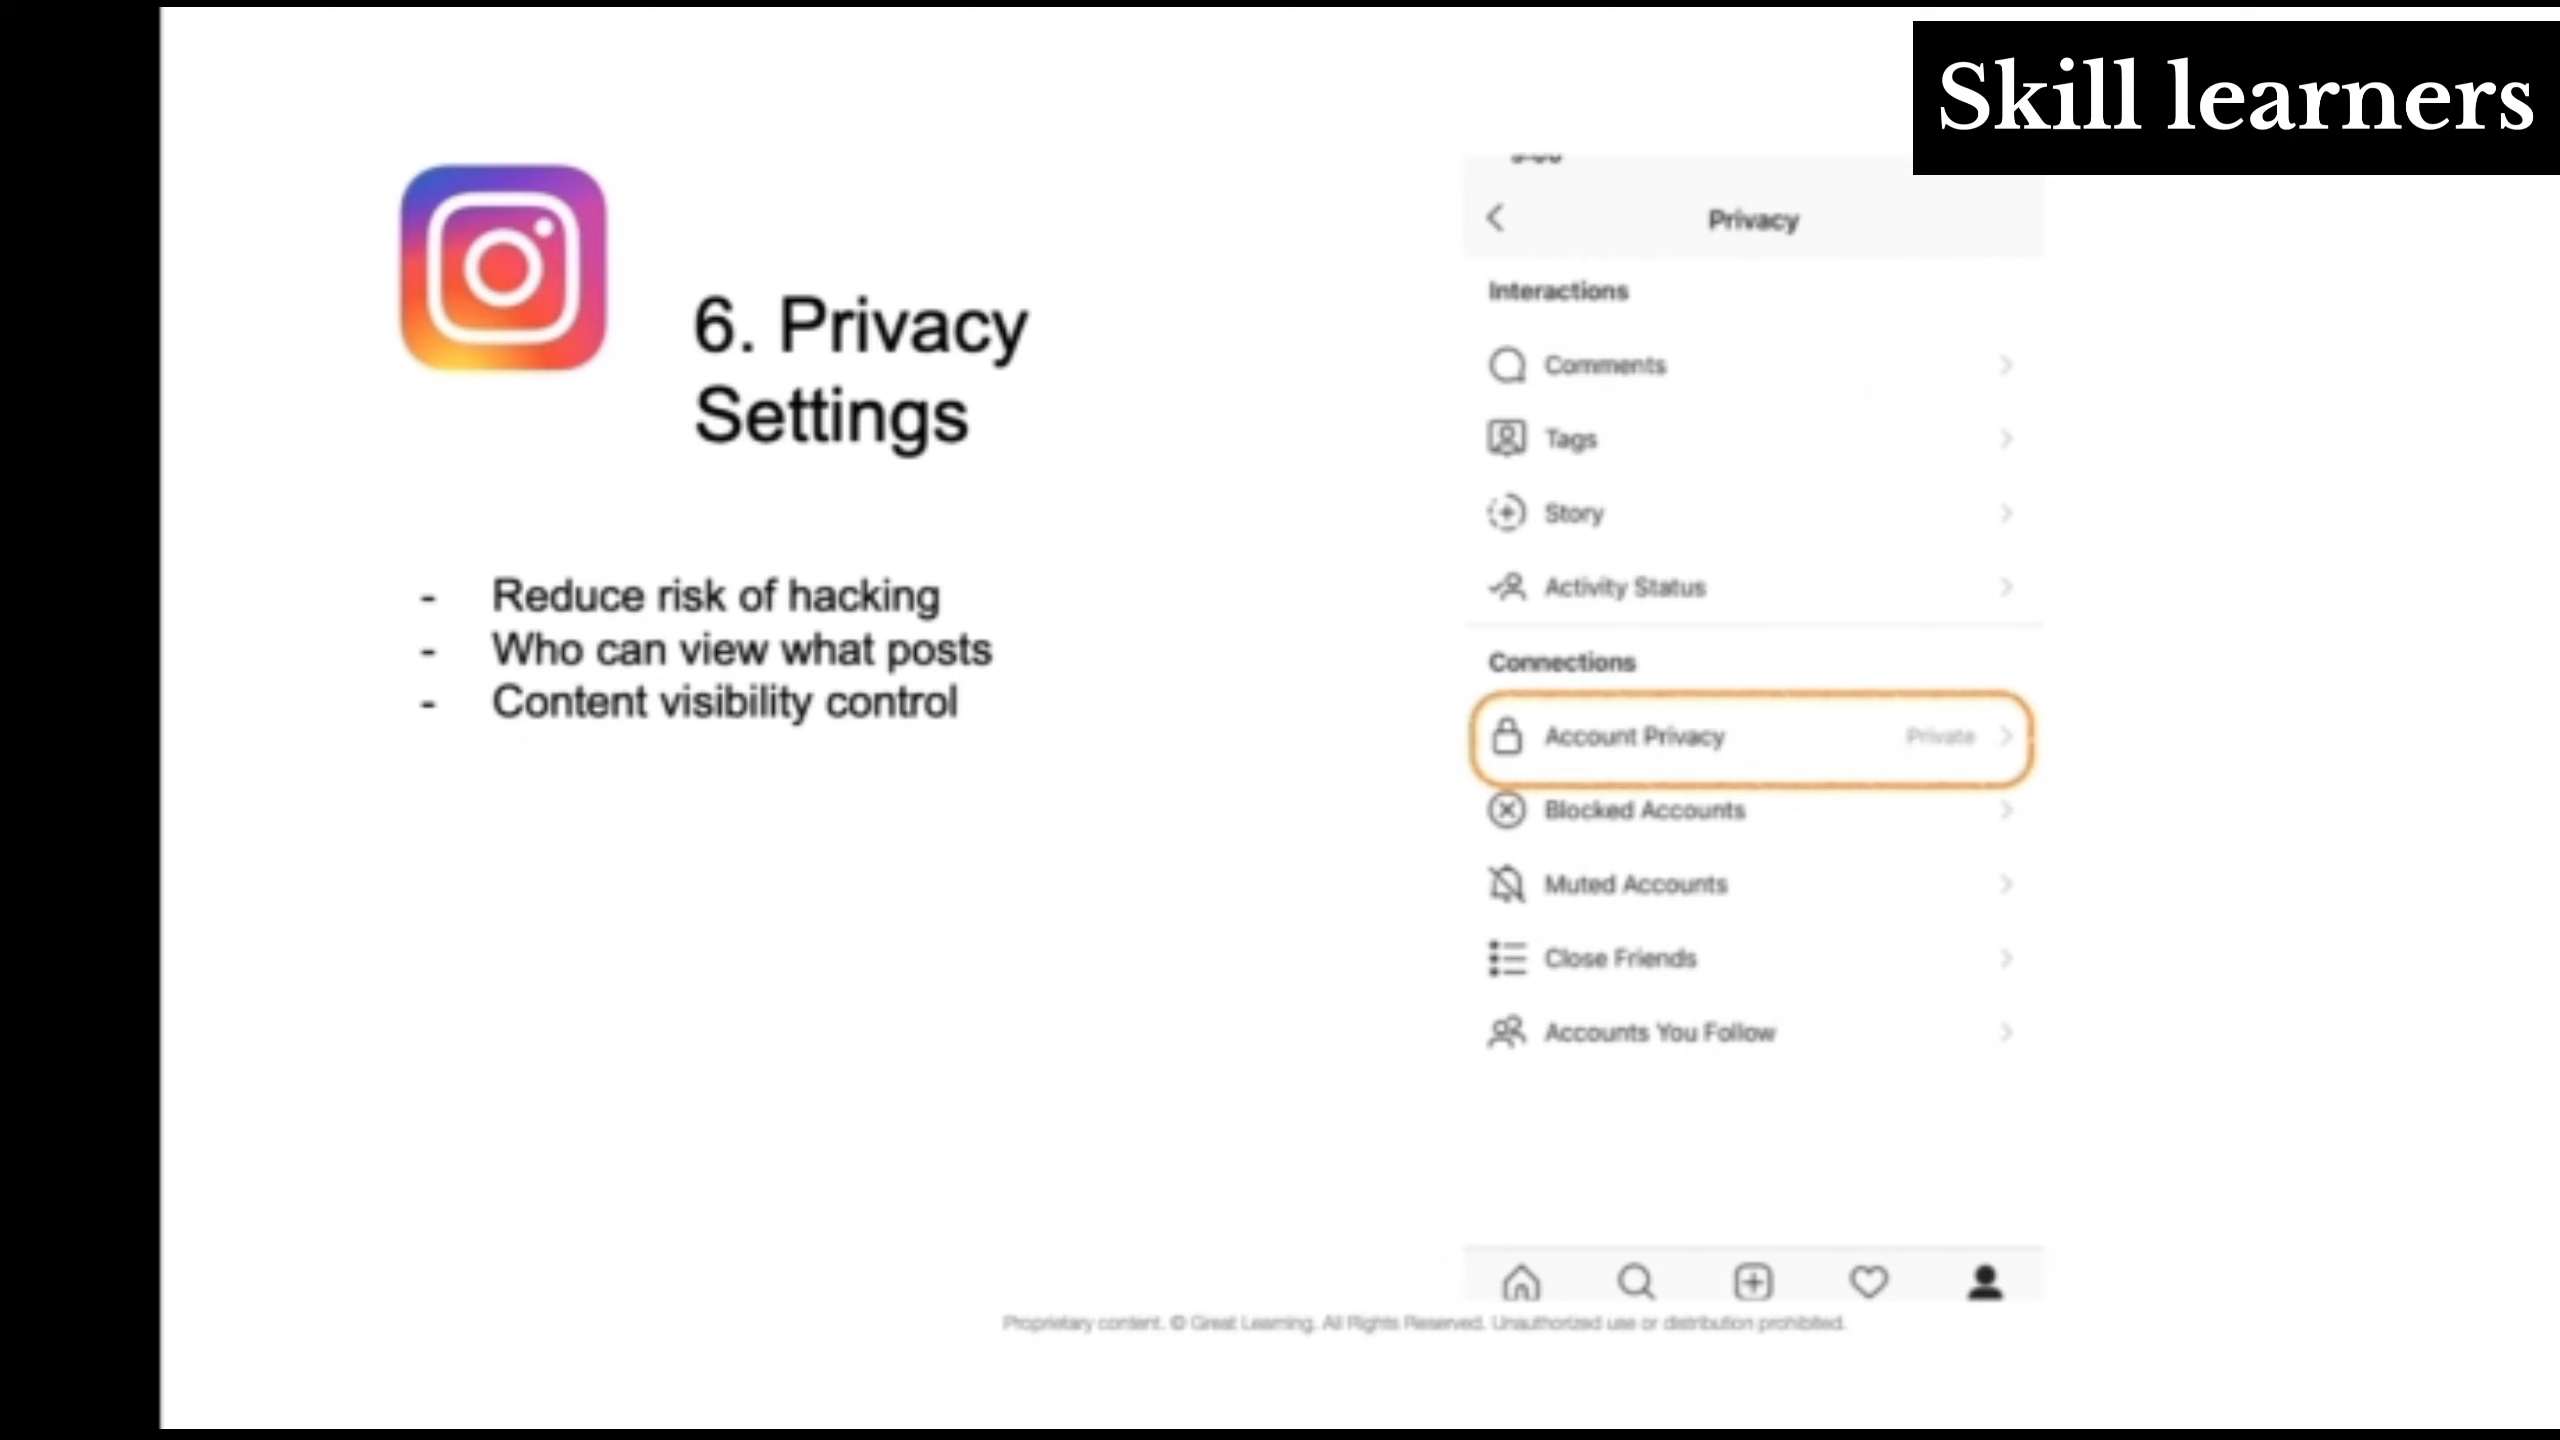 Skill learners
6. Privacy
Settings
- Reduce risk of hacking
- Who can view what posts
- Content visibility control
Privacy
Interactions
Comments
Tags
Story
Activity Status
Connections
Account Privacy Private
Blocked Accounts
Muted Accounts
Close Friends
Accounts You Follow
Proprietary content. © Great Learning. All Rights Reserved. Unauthorized use or distribution prohibited.